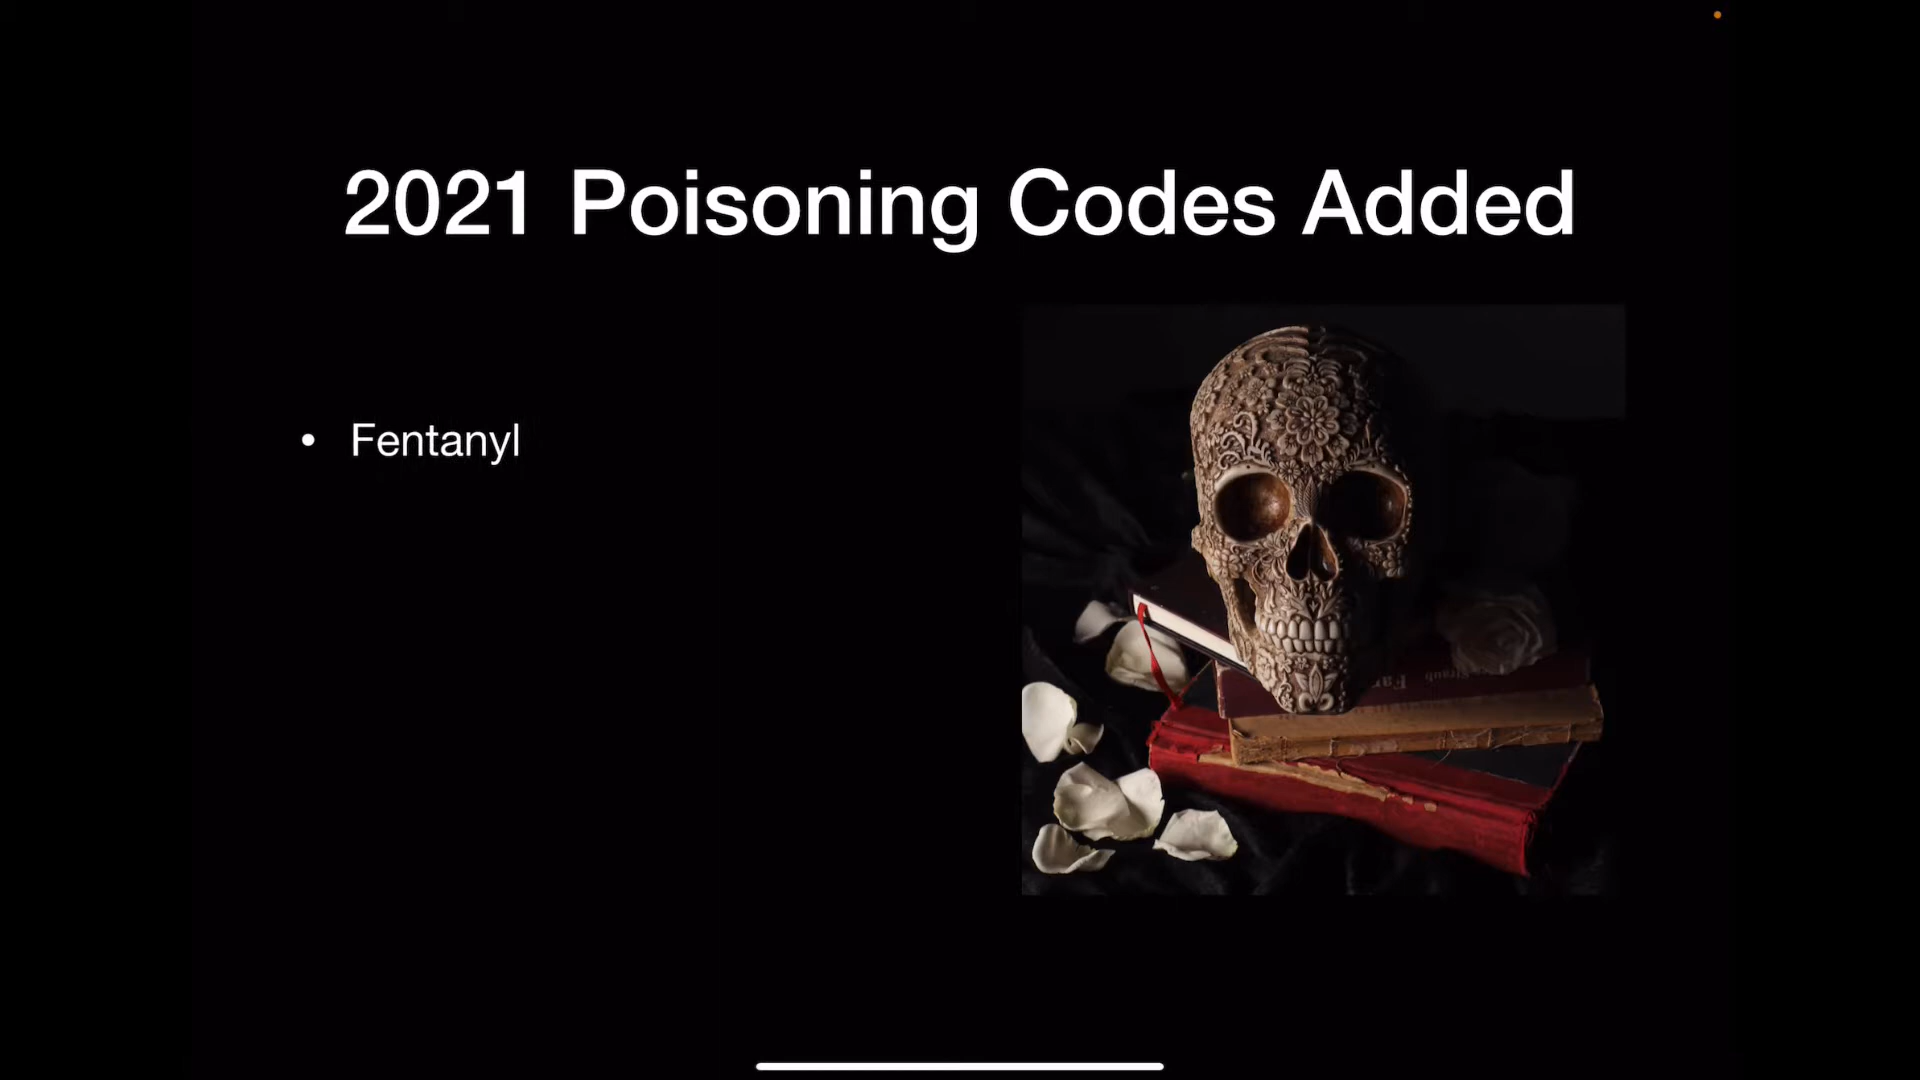 2021 Poisoning Codes Added
• Fentanyl